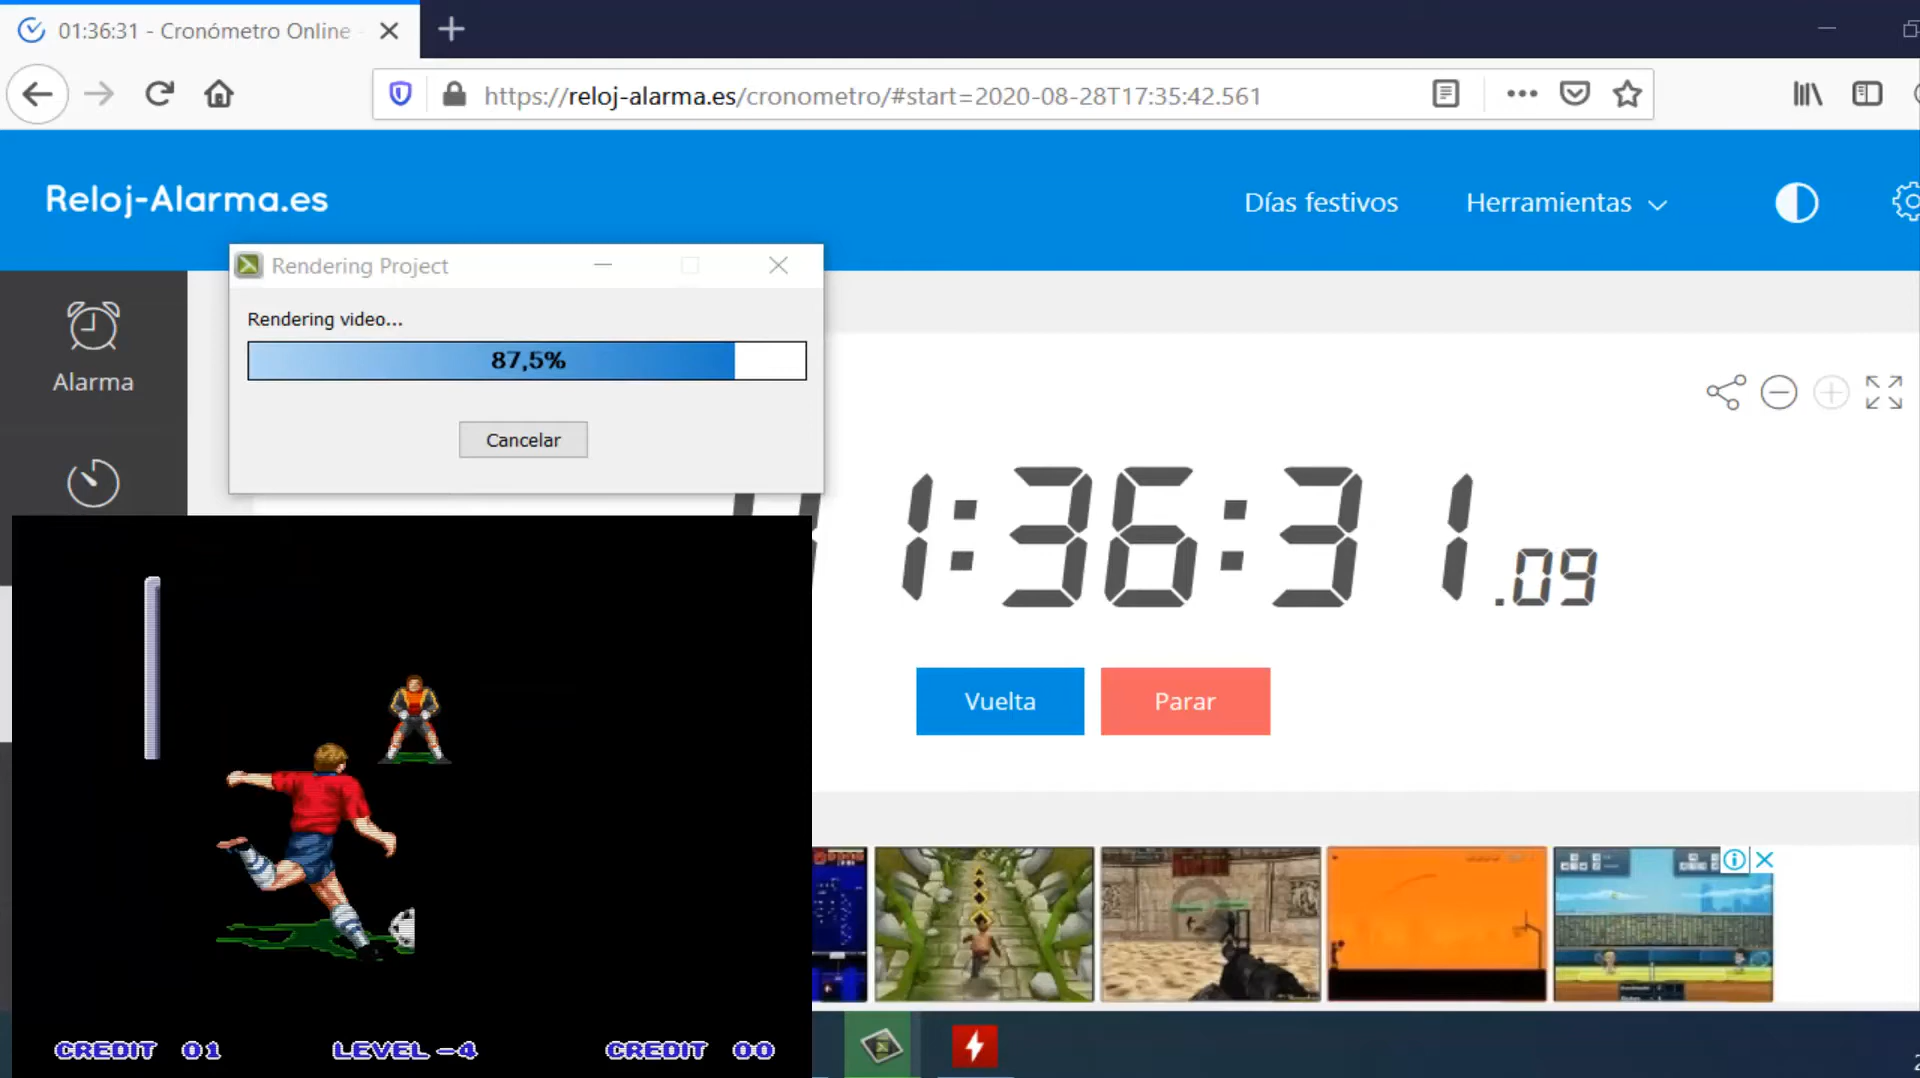 01:36:31 - Cronómetro Online
https://reloj-alarma.es/cronometro/#start=2020-08-28T17:35:42.561
Reloj-Alarma.es
Días festivos
Herramientas
Rendering Project
Rendering video...
87,5%
Cancelar
Alarma
1:36:31.09
Vuelta
Parar
CREDIT 01
LEVEL-4
CREDIT 00